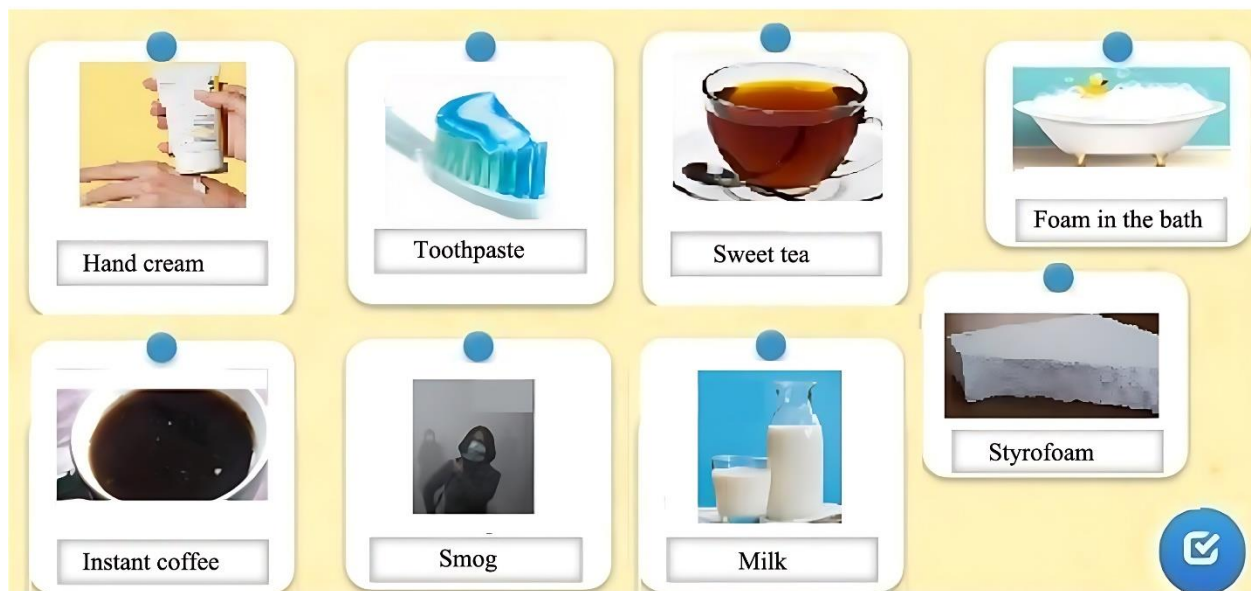 Hand cream
Toothpaste
Sweet tea
Foam in the bath
Instant coffee
Smog
Milk
Styrofoam